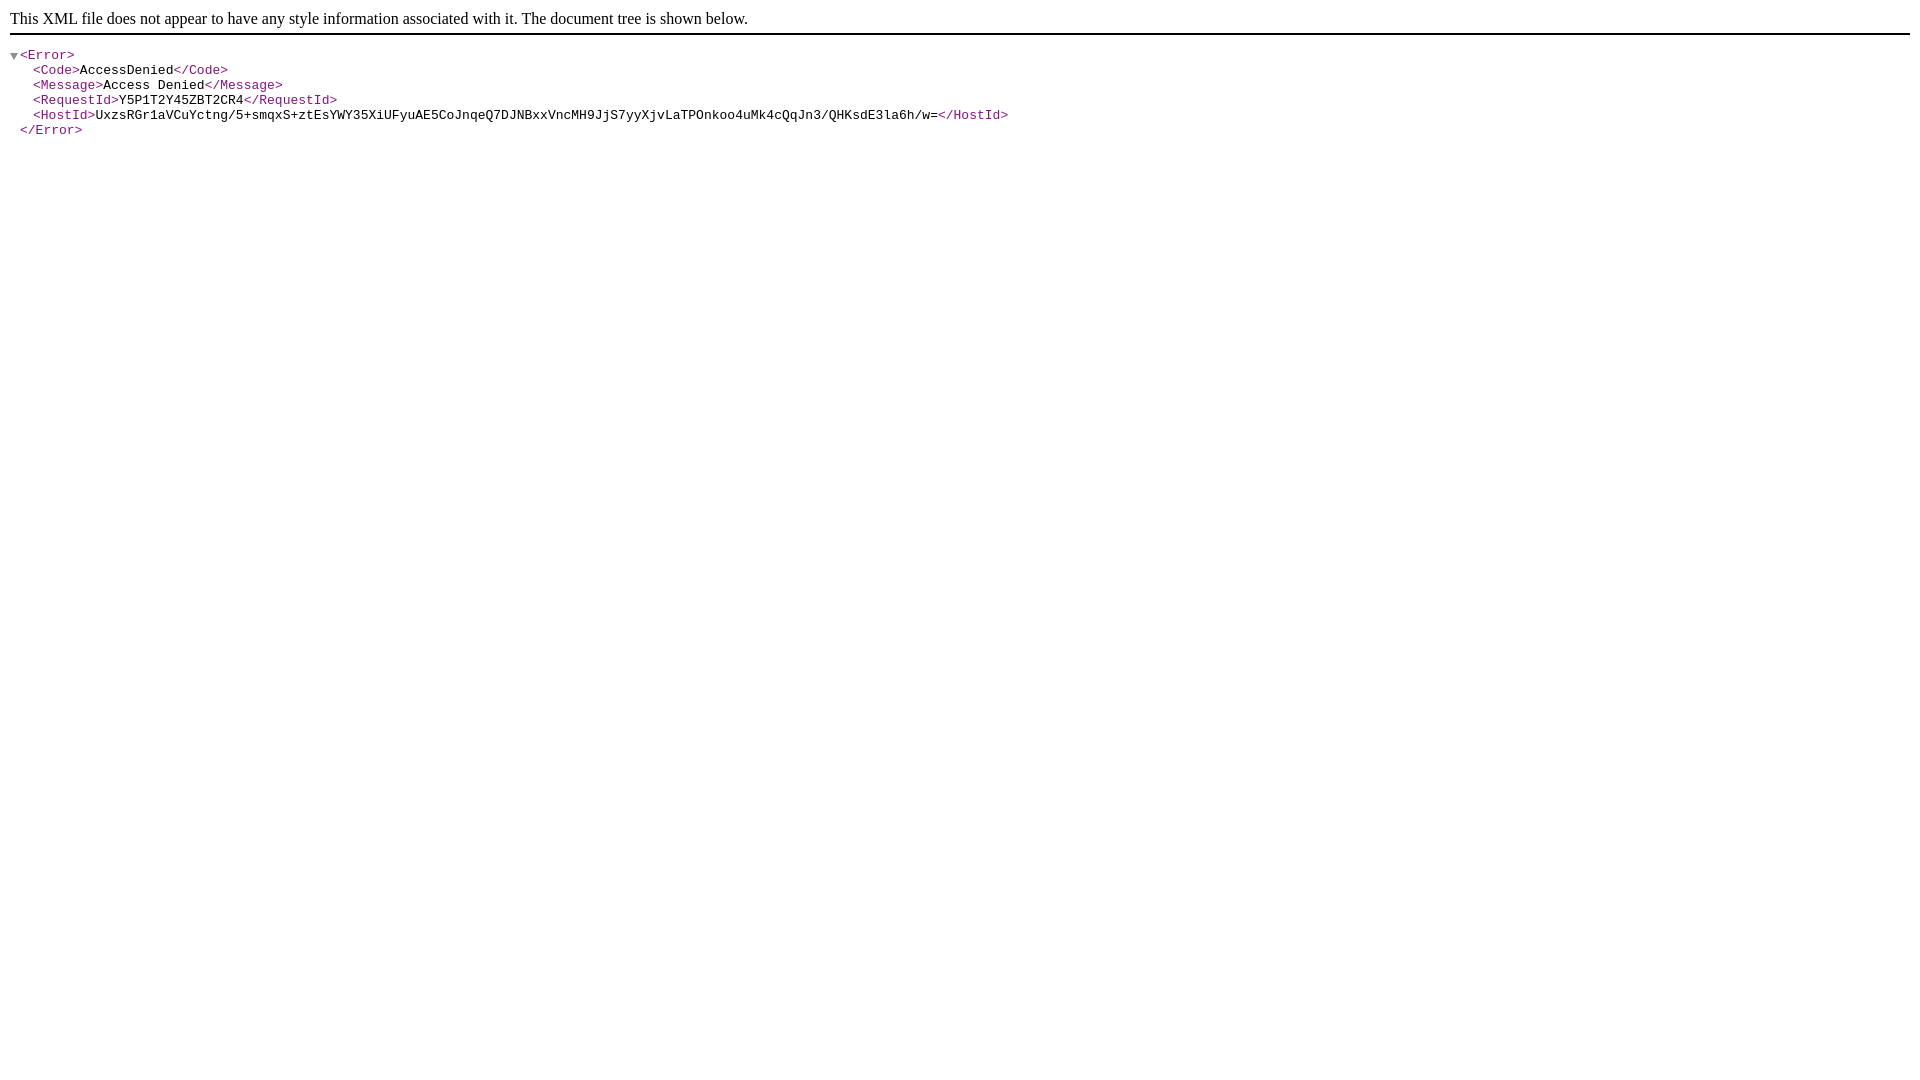 This XML file does not appear to have any style information associated with it. The document tree is shown below.
<Error>
<Code>AccessDenied</Code>
<Message>Access Denied</Message>
<RequestId>Y5P1T2Y45ZBT2CR4</RequestId>
<HostId>UxzsRGr1aVCuYctng/5+smqxS+ztEsYWY35XiUFyuAE5CoJnqeQ7DJNBxxVncMH9JjS7yyXjvLaTPOnkoo4uMk4cQqJn3/QHKsdE3la6h/w=</HostId>
</Error>